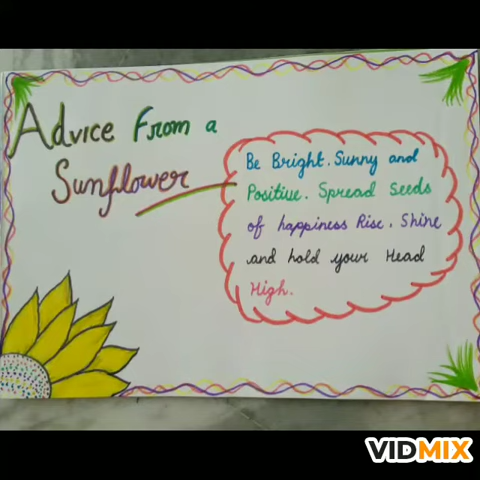 Advice From a
Sunflower
Be Bright. Sunny and
Positive. Spread Seeds
of happiness Rise. Shine
and hold your Head
High.
VIDMIX